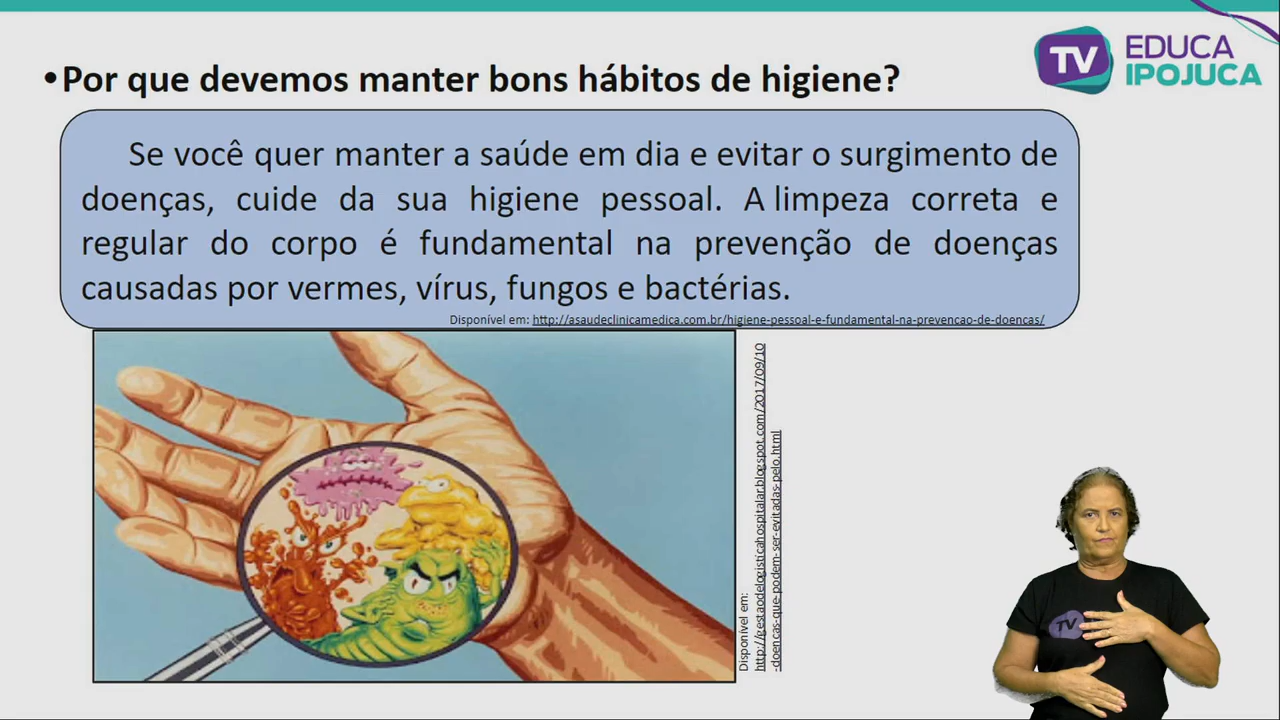 •Por que devemos manter bons hábitos de higiene?
TV EDUCA
IPOJUCA
Se você quer manter a saúde em dia e evitar o surgimento de
doenças, cuide da sua higiene pessoal. A limpeza correta e
regular do corpo é fundamental na prevenção de doenças
causadas por vermes, vírus, fungos e bactérias.
Disponível em: http://asaudeclinicamedica.com.br/higiene-pessoal-e-fundamental-na-prevencao-de-doencas/
Disponível em:
http://gestaodelogisticahospitalar.blogspot.com/2017/09/10
-doencas-que-podem-ser-evitadas-pelo.html
TV